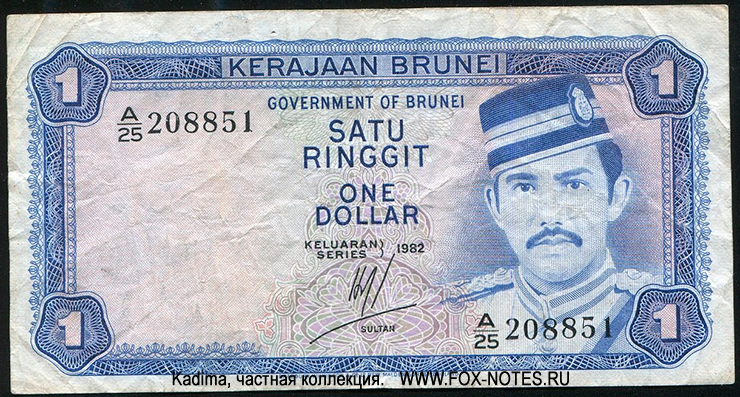 1 KERAJAAN BRUNEI 1
GOVERNMENT OF BRUNEI
A/25 208851
SATU
RINGGIT
ONE
DOLLAR
KELUARAN
SERIES } 1982
SULTAN
A/25 208851
1 1
Kadima, частная коллекция. WWW.FOX-NOTES.RU